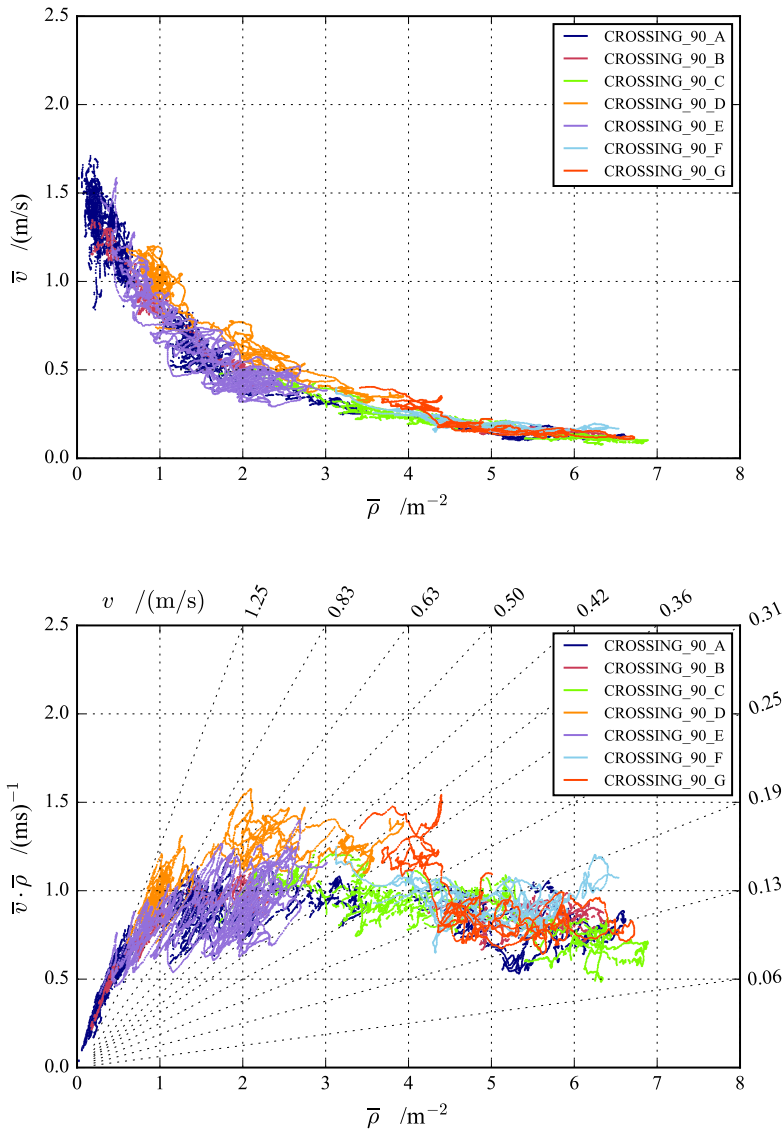 2.5
2.0
1.5
1.0
0.5
0.0
v̅ /(m/s)
CROSSING_90_A
CROSSING_90_B
CROSSING_90_C
CROSSING_90_D
CROSSING_90_E
CROSSING_90_F
CROSSING_90_G
0 1 2 3 4 5 6 7 8
ρ̅ /m⁻²
v /(m/s) 1.25 0.83 0.63 0.50 0.42 0.36 0.31
2.5
2.0
1.5
1.0
0.5
0.0
v̅ · ρ̅ /(ms)⁻¹
CROSSING_90_A
CROSSING_90_B
CROSSING_90_C
CROSSING_90_D
CROSSING_90_E
CROSSING_90_F
CROSSING_90_G
0.25
0.19
0.13
0.06
0 1 2 3 4 5 6 7 8
ρ̅ /m⁻²